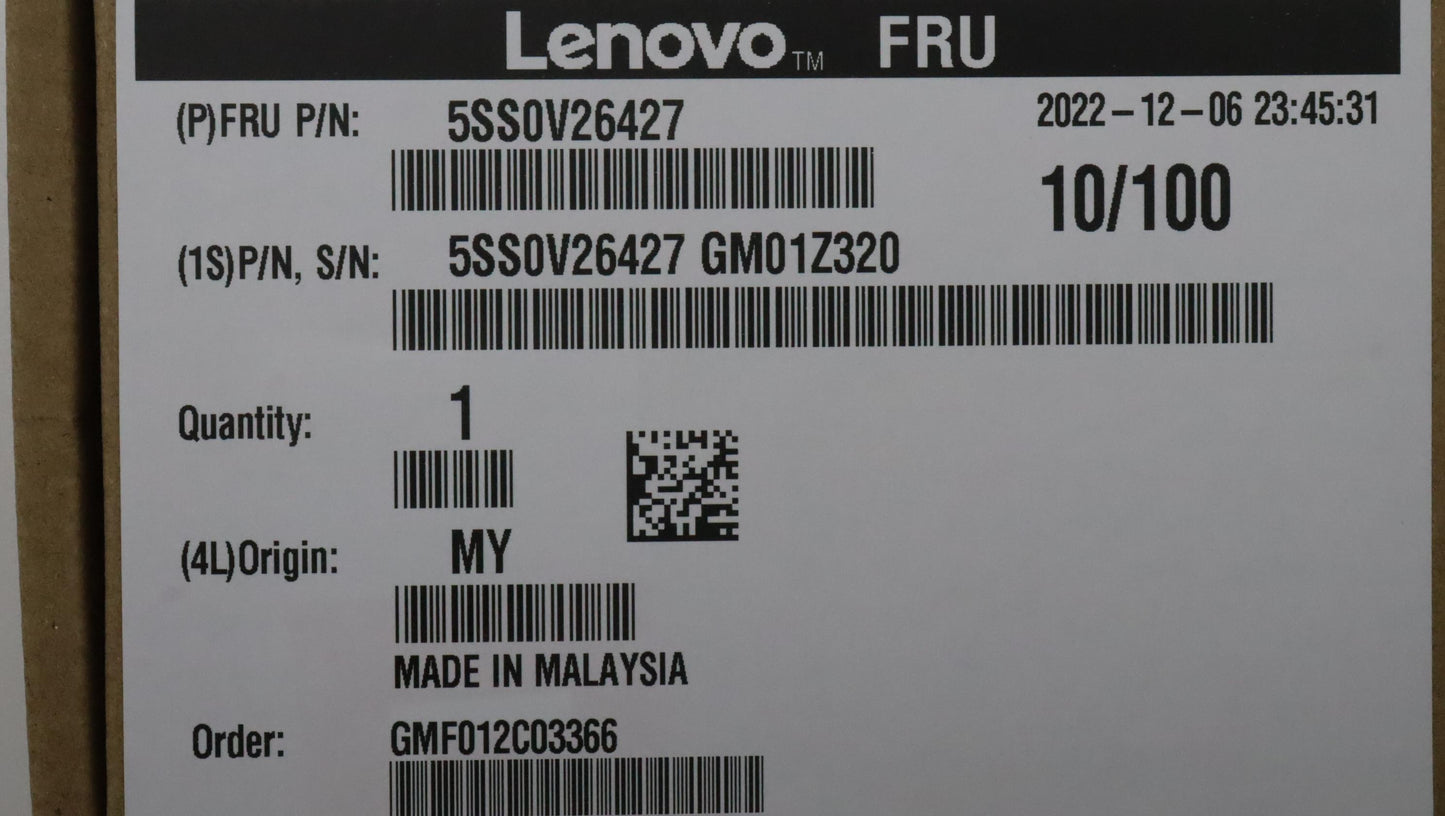 Lenovo™ FRU
(P)FRU P/N: 5SS0V26427 2022-12-06 23:45:31
10/100
(1S)P/N, S/N: 5SS0V26427 GM01Z320
Quantity: 1
(4L)Origin: MY
MADE IN MALAYSIA
Order: GMF012C03366